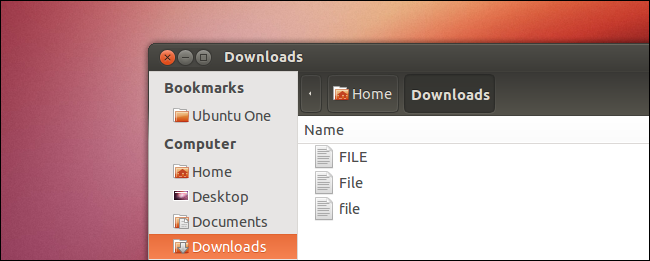 Downloads
Bookmarks
Ubuntu One
Computer
Home
Desktop
Documents
Downloads
Home
Downloads
Name
FILE
File
file